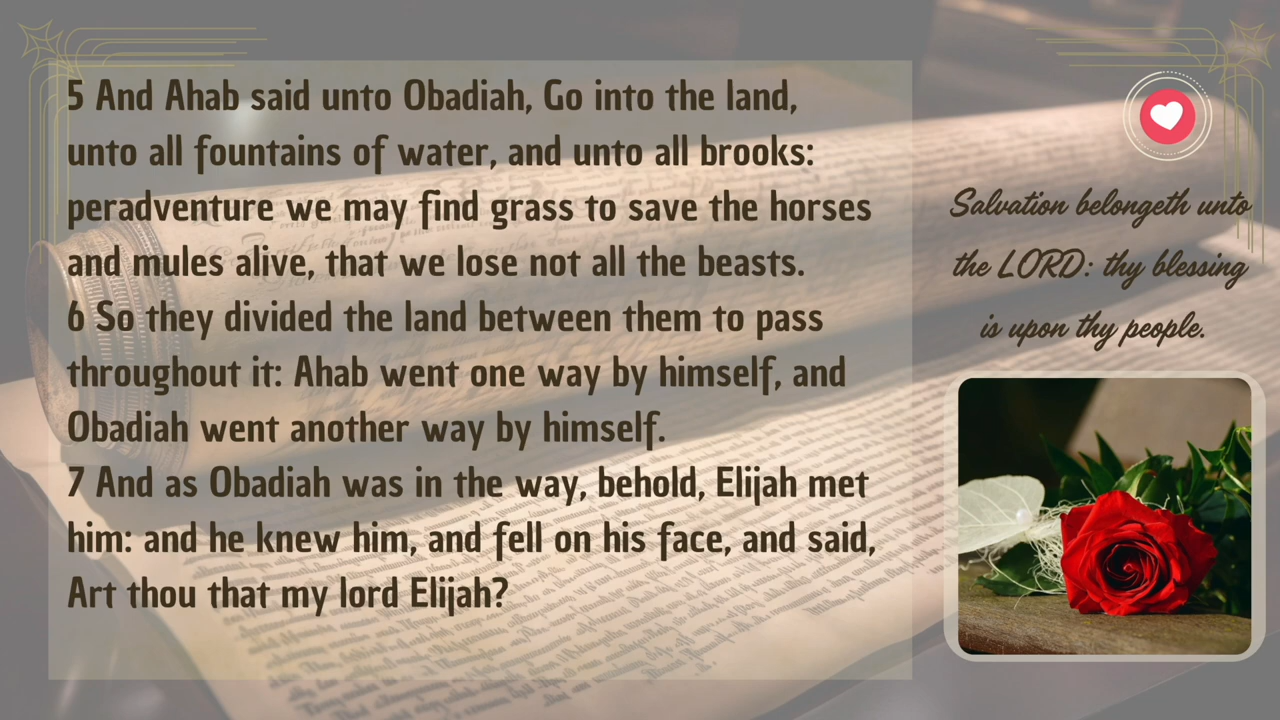 5 And Ahab said unto Obadiah, Go into the land,
unto all fountains of water, and unto all brooks:
peradventure we may find grass to save the horses
and mules alive, that we lose not all the beasts.
6 So they divided the land between them to pass
throughout it: Ahab went one way by himself, and
Obadiah went another way by himself.
7 And as Obadiah was in the way, behold, Elijah met
him: and he knew him, and fell on his face, and said,
Art thou that my lord Elijah?
Salvation belongeth unto
the LORD: thy blessing
is upon thy people.